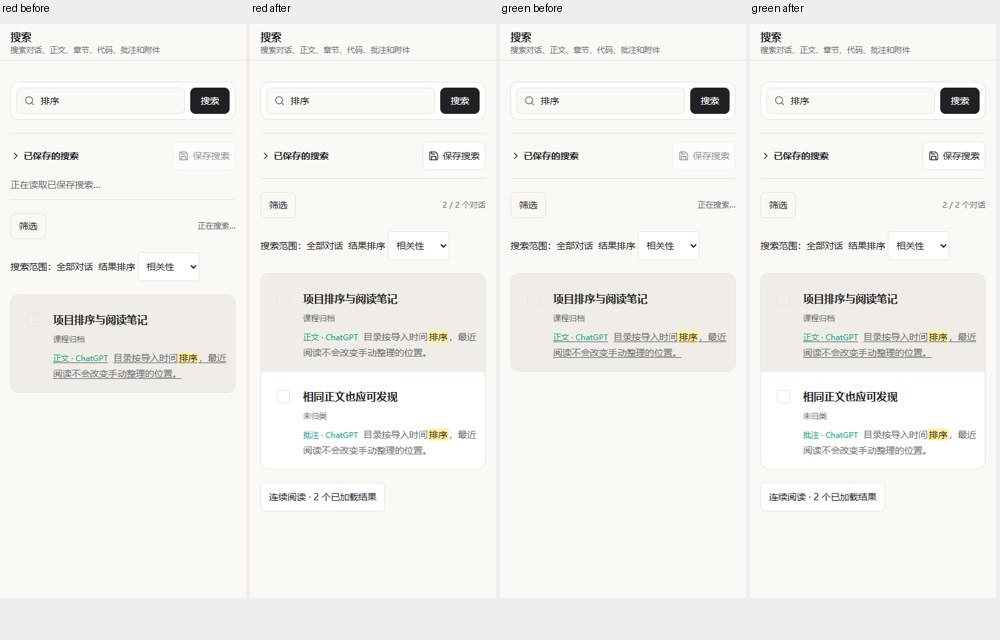 red before
搜索
搜索对话、正文、章节、代码、批注和附件
排序
搜索
已保存的搜索
保存搜索
正在读取已保存搜索...
筛选
正在搜索...
搜索范围：全部对话 结果排序 相关性
项目排序与阅读笔记
课程归档
正文 · ChatGPT 目录按导入时间排序，最近
阅读不会改变手动整理的位置。
red after
搜索
搜索对话、正文、章节、代码、批注和附件
排序
搜索
已保存的搜索
保存搜索
筛选
2 / 2 个对话
搜索范围：全部对话 结果排序 相关性
项目排序与阅读笔记
课程归档
正文 · ChatGPT 目录按导入时间排序，最近
阅读不会改变手动整理的位置。
相同正文也应可发现
未归类
批注 · ChatGPT 目录按导入时间排序，最近
阅读不会改变手动整理的位置。
连续阅读 · 2 个已加载结果
green before
搜索
搜索对话、正文、章节、代码、批注和附件
排序
搜索
已保存的搜索
保存搜索
筛选
正在搜索...
搜索范围：全部对话 结果排序 相关性
项目排序与阅读笔记
课程归档
正文 · ChatGPT 目录按导入时间排序，最近
阅读不会改变手动整理的位置。
green after
搜索
搜索对话、正文、章节、代码、批注和附件
排序
搜索
已保存的搜索
保存搜索
筛选
2 / 2 个对话
搜索范围：全部对话 结果排序 相关性
项目排序与阅读笔记
课程归档
正文 · ChatGPT 目录按导入时间排序，最近
阅读不会改变手动整理的位置。
相同正文也应可发现
未归类
批注 · ChatGPT 目录按导入时间排序，最近
阅读不会改变手动整理的位置。
连续阅读 · 2 个已加载结果